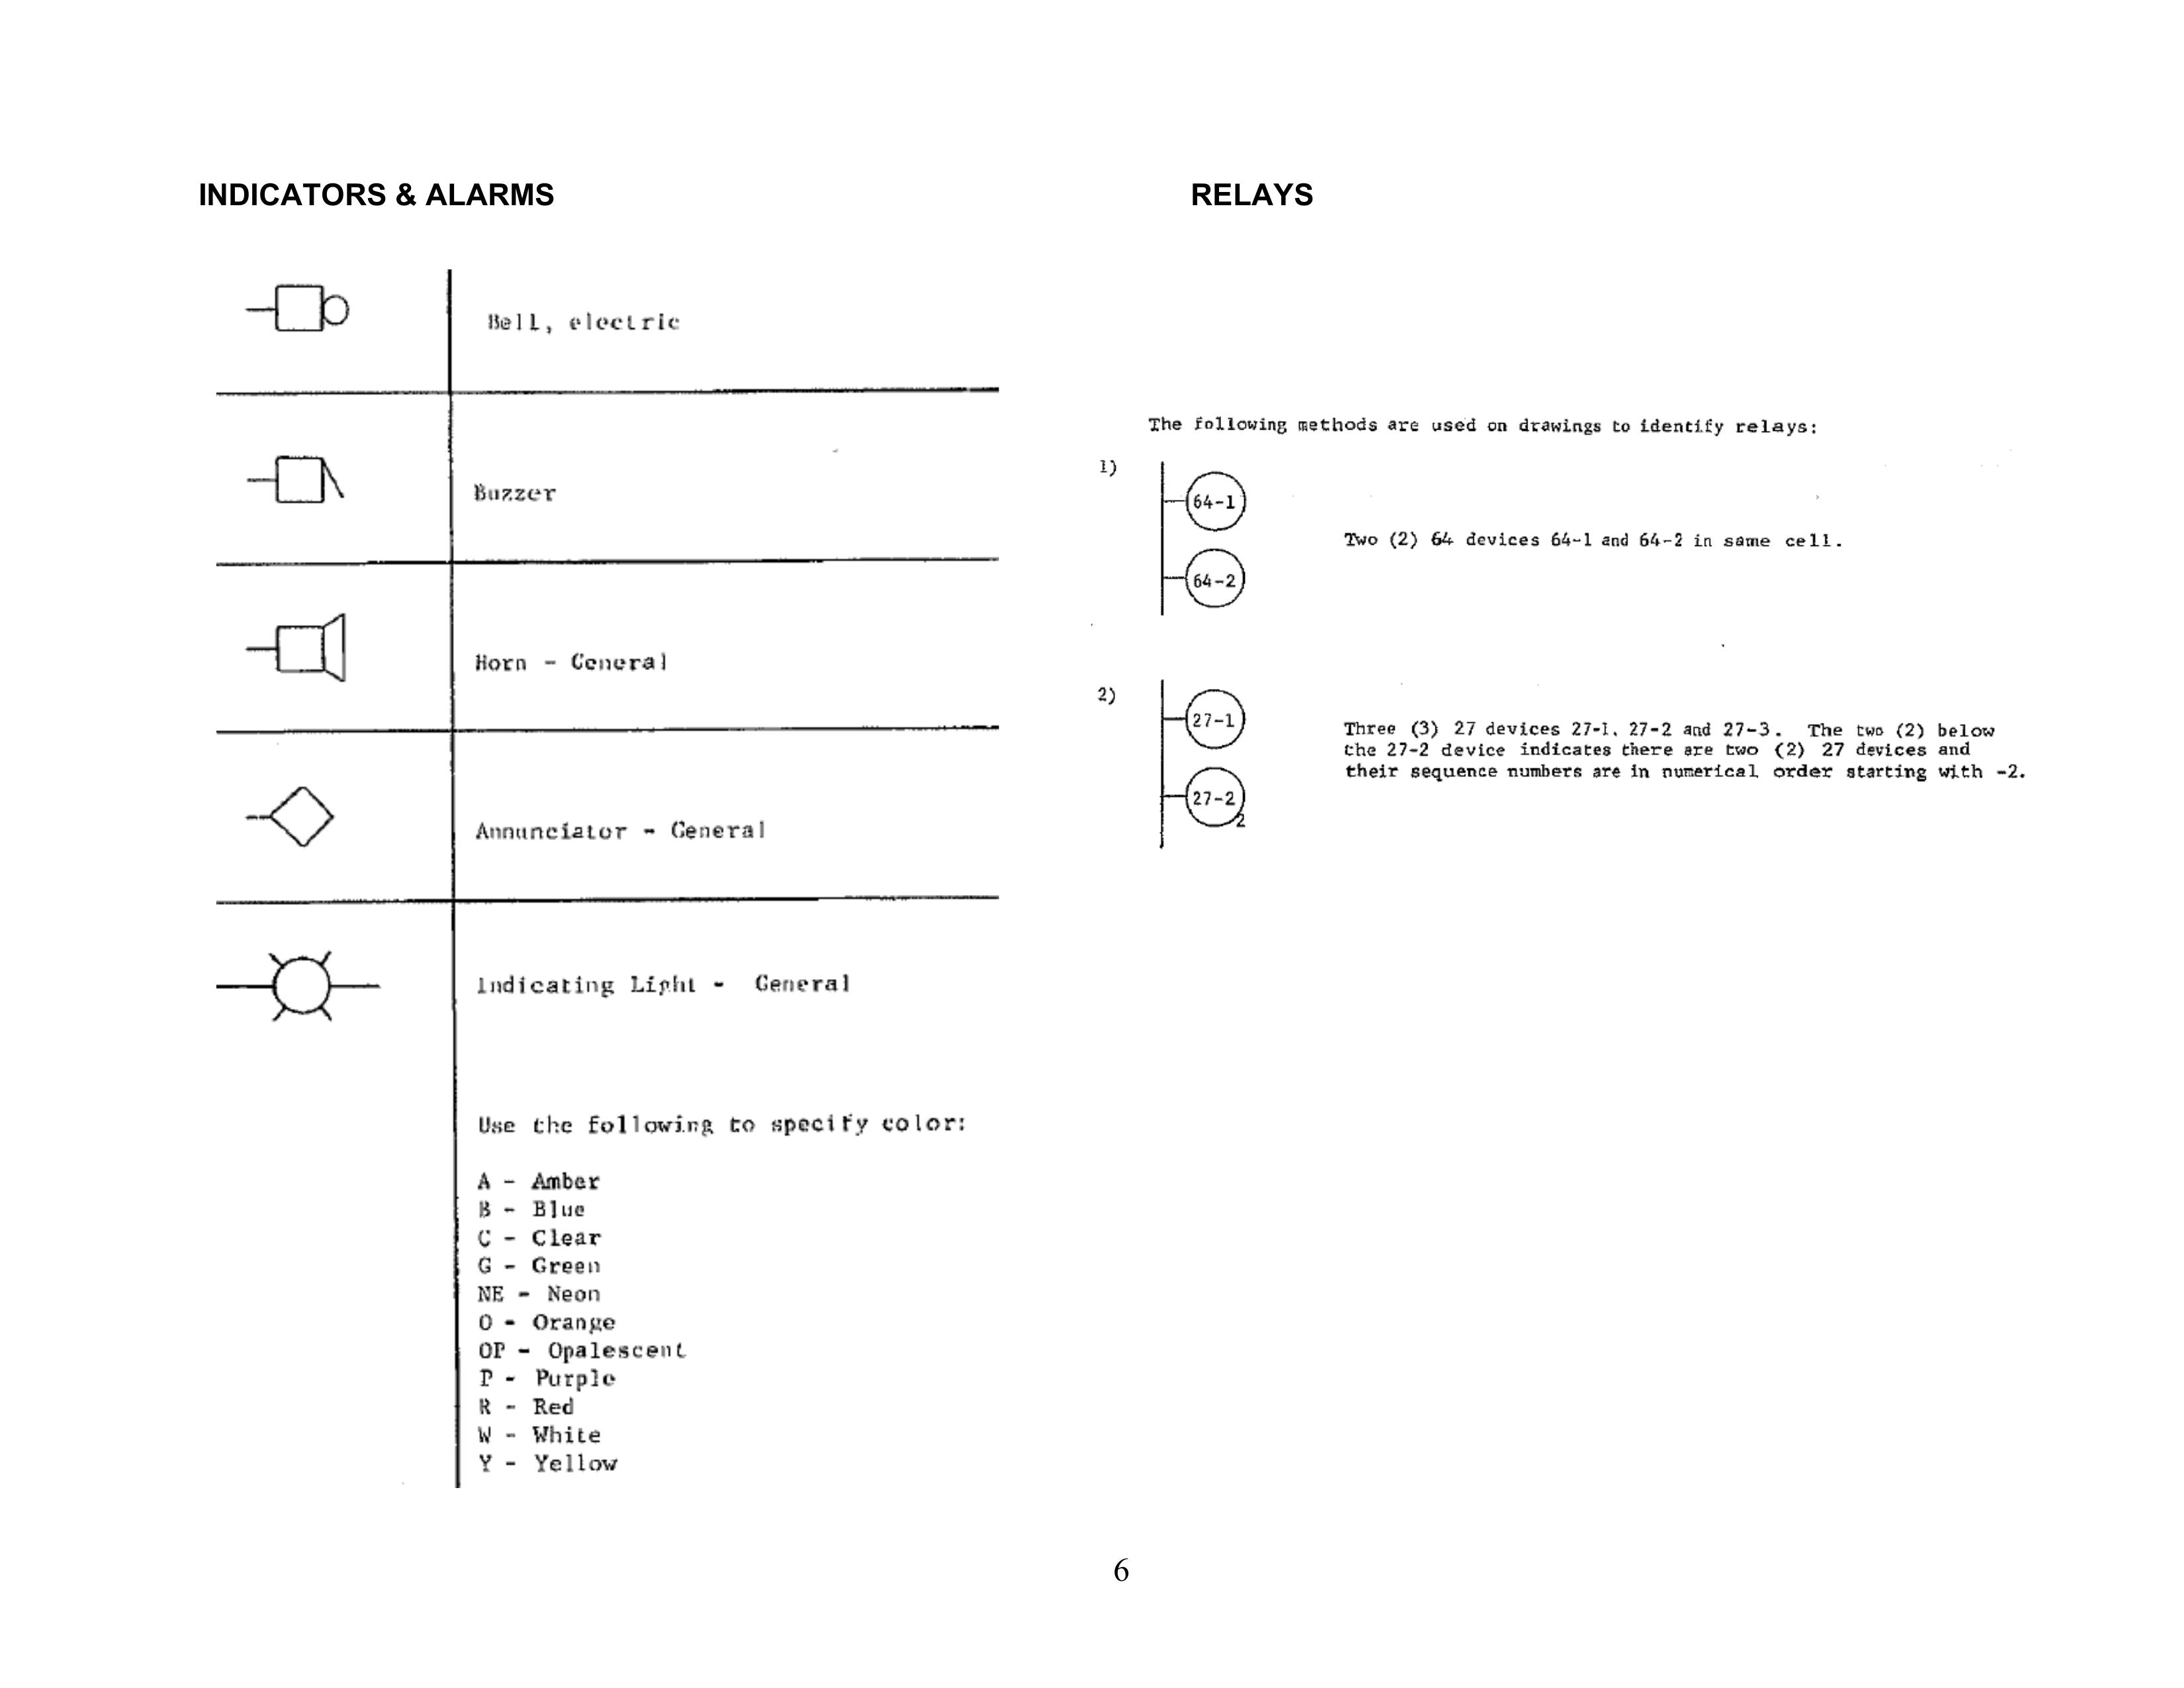 INDICATORS & ALARMS
Bell, electric
Buzzer
Horn - General
Annunciator - General
Indicating Light - General
Use the following to specify color:
A - Amber
B - Blue
C - Clear
G - Green
NE - Neon
O - Orange
OP - Opalescent
P - Purple
R - Red
W - White
Y - Yellow
RELAYS
The following methods are used on drawings to identify relays:
1)
64-1
Two (2) 64 devices 64-1 and 64-2 in same cell.
64-2
2)
27-1
Three (3) 27 devices 27-1, 27-2 and 27-3. The two (2) below
the 27-2 device indicates there are two (2) 27 devices and
their sequence numbers are in numerical order starting with -2.
27-2
2
6